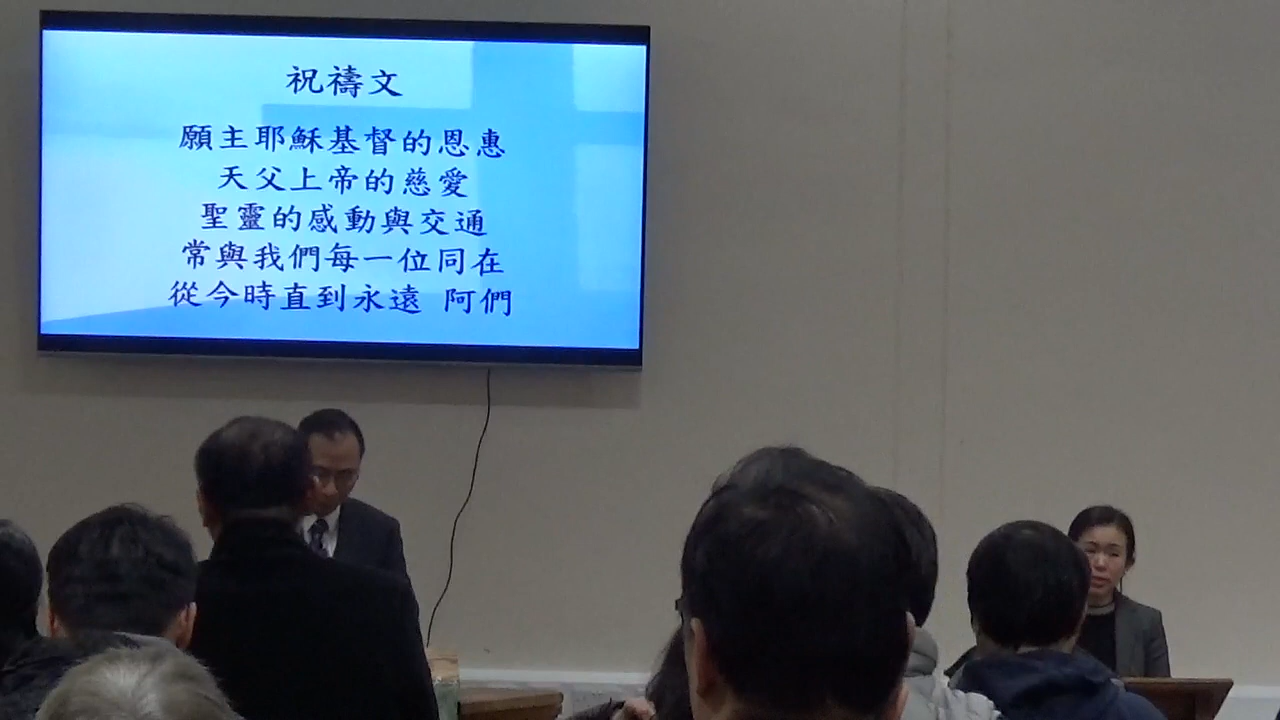 祝禱文
願主耶穌基督的恩惠
天父上帝的慈愛
聖靈的感動與交通
常與我們每一位同在
從今時直到永遠 阿們